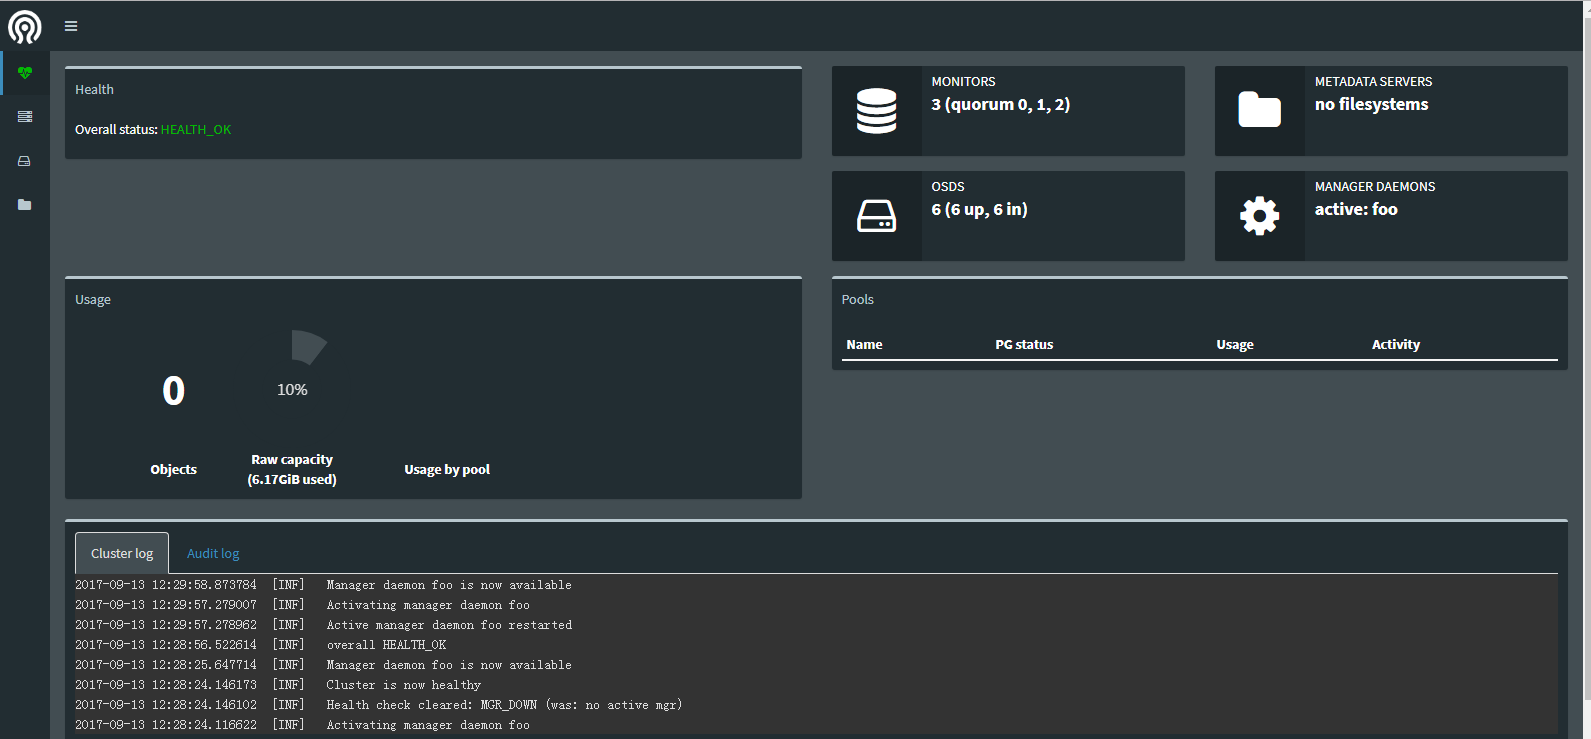 Health
Overall status: HEALTH_OK
MONITORS
3 (quorum 0, 1, 2)
METADATA SERVERS
no filesystems
OSDS
6 (6 up, 6 in)
MANAGER DAEMONS
active: foo
Usage
0
10%
Objects
Raw capacity
(6.17GiB used)
Usage by pool
Pools
Name PG status Usage Activity
Cluster log Audit log
2017-09-13 12:29:58.873784 [INF] Manager daemon foo is now available
2017-09-13 12:29:57.279007 [INF] Activating manager daemon foo
2017-09-13 12:29:57.278962 [INF] Active manager daemon foo restarted
2017-09-13 12:28:56.522614 [INF] overall HEALTH_OK
2017-09-13 12:28:25.647714 [INF] Manager daemon foo is now available
2017-09-13 12:28:24.146173 [INF] Cluster is now healthy
2017-09-13 12:28:24.146102 [INF] Health check cleared: MGR_DOWN (was: no active mgr)
2017-09-13 12:28:24.116622 [INF] Activating manager daemon foo